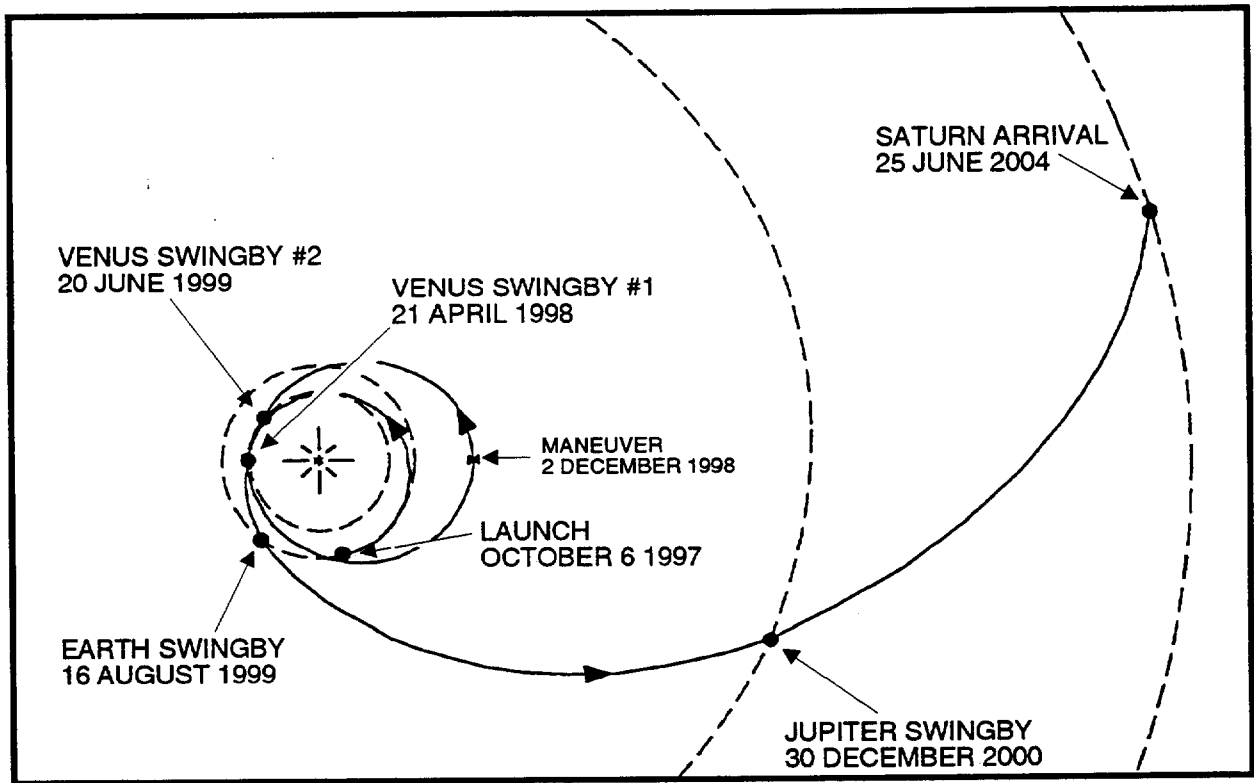 SATURN ARRIVAL
25 JUNE 2004
VENUS SWINGBY #2
20 JUNE 1999
VENUS SWINGBY #1
21 APRIL 1998
MANEUVER
2 DECEMBER 1998
LAUNCH
OCTOBER 6 1997
EARTH SWINGBY
16 AUGUST 1999
JUPITER SWINGBY
30 DECEMBER 2000